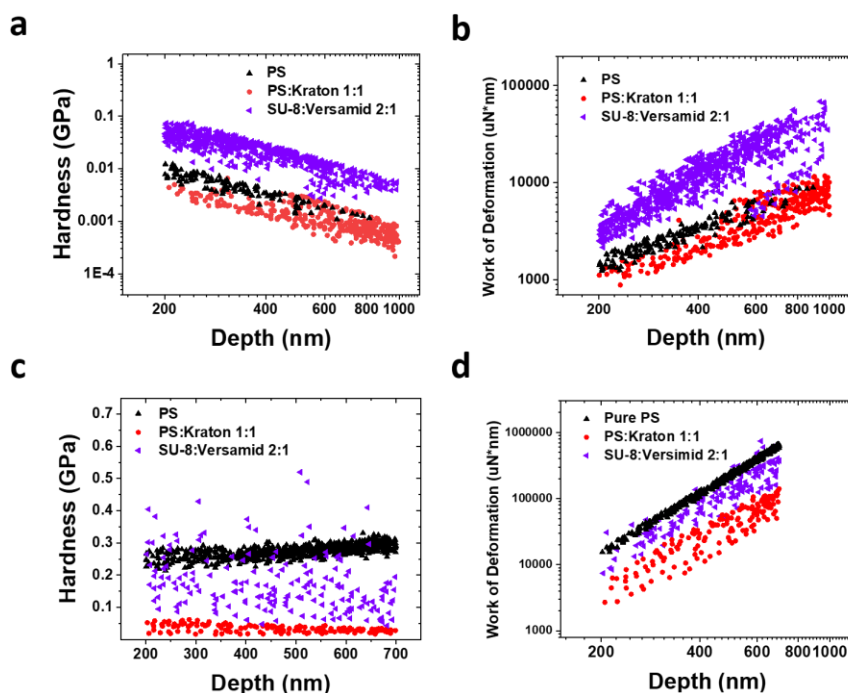 a
PS
PS:Kraton 1:1
SU-8:Versamid 2:1
Hardness (GPa)
1
0.1
0.01
0.001
1E-4
200 400 600 800 1000
Depth (nm)
b
PS
PS:Kraton 1:1
SU-8:Versamid 2:1
Work of Deformation (uN*nm)
100000
10000
1000
200 400 600 800 1000
Depth (nm)
c
PS
PS:Kraton 1:1
SU-8:Versamid 2:1
Hardness (GPa)
0.7
0.6
0.5
0.4
0.3
0.2
0.1
200 300 400 500 600 700
Depth (nm)
d
Pure PS
PS:Kraton 1:1
SU-8:Versimid 2:1
Work of Deformation (uN*nm)
1000000
100000
10000
1000
200 400 600 800 1000
Depth (nm)